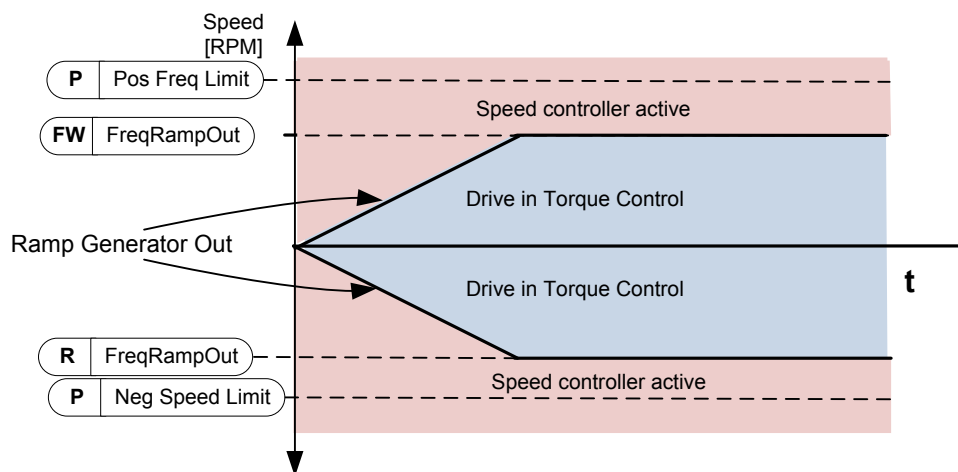 Speed
[RPM]
P Pos Freq Limit
Speed controller active
FW FreqRampOut
Drive in Torque Control
Ramp Generator Out
t
Drive in Torque Control
R FreqRampOut
Speed controller active
P Neg Speed Limit